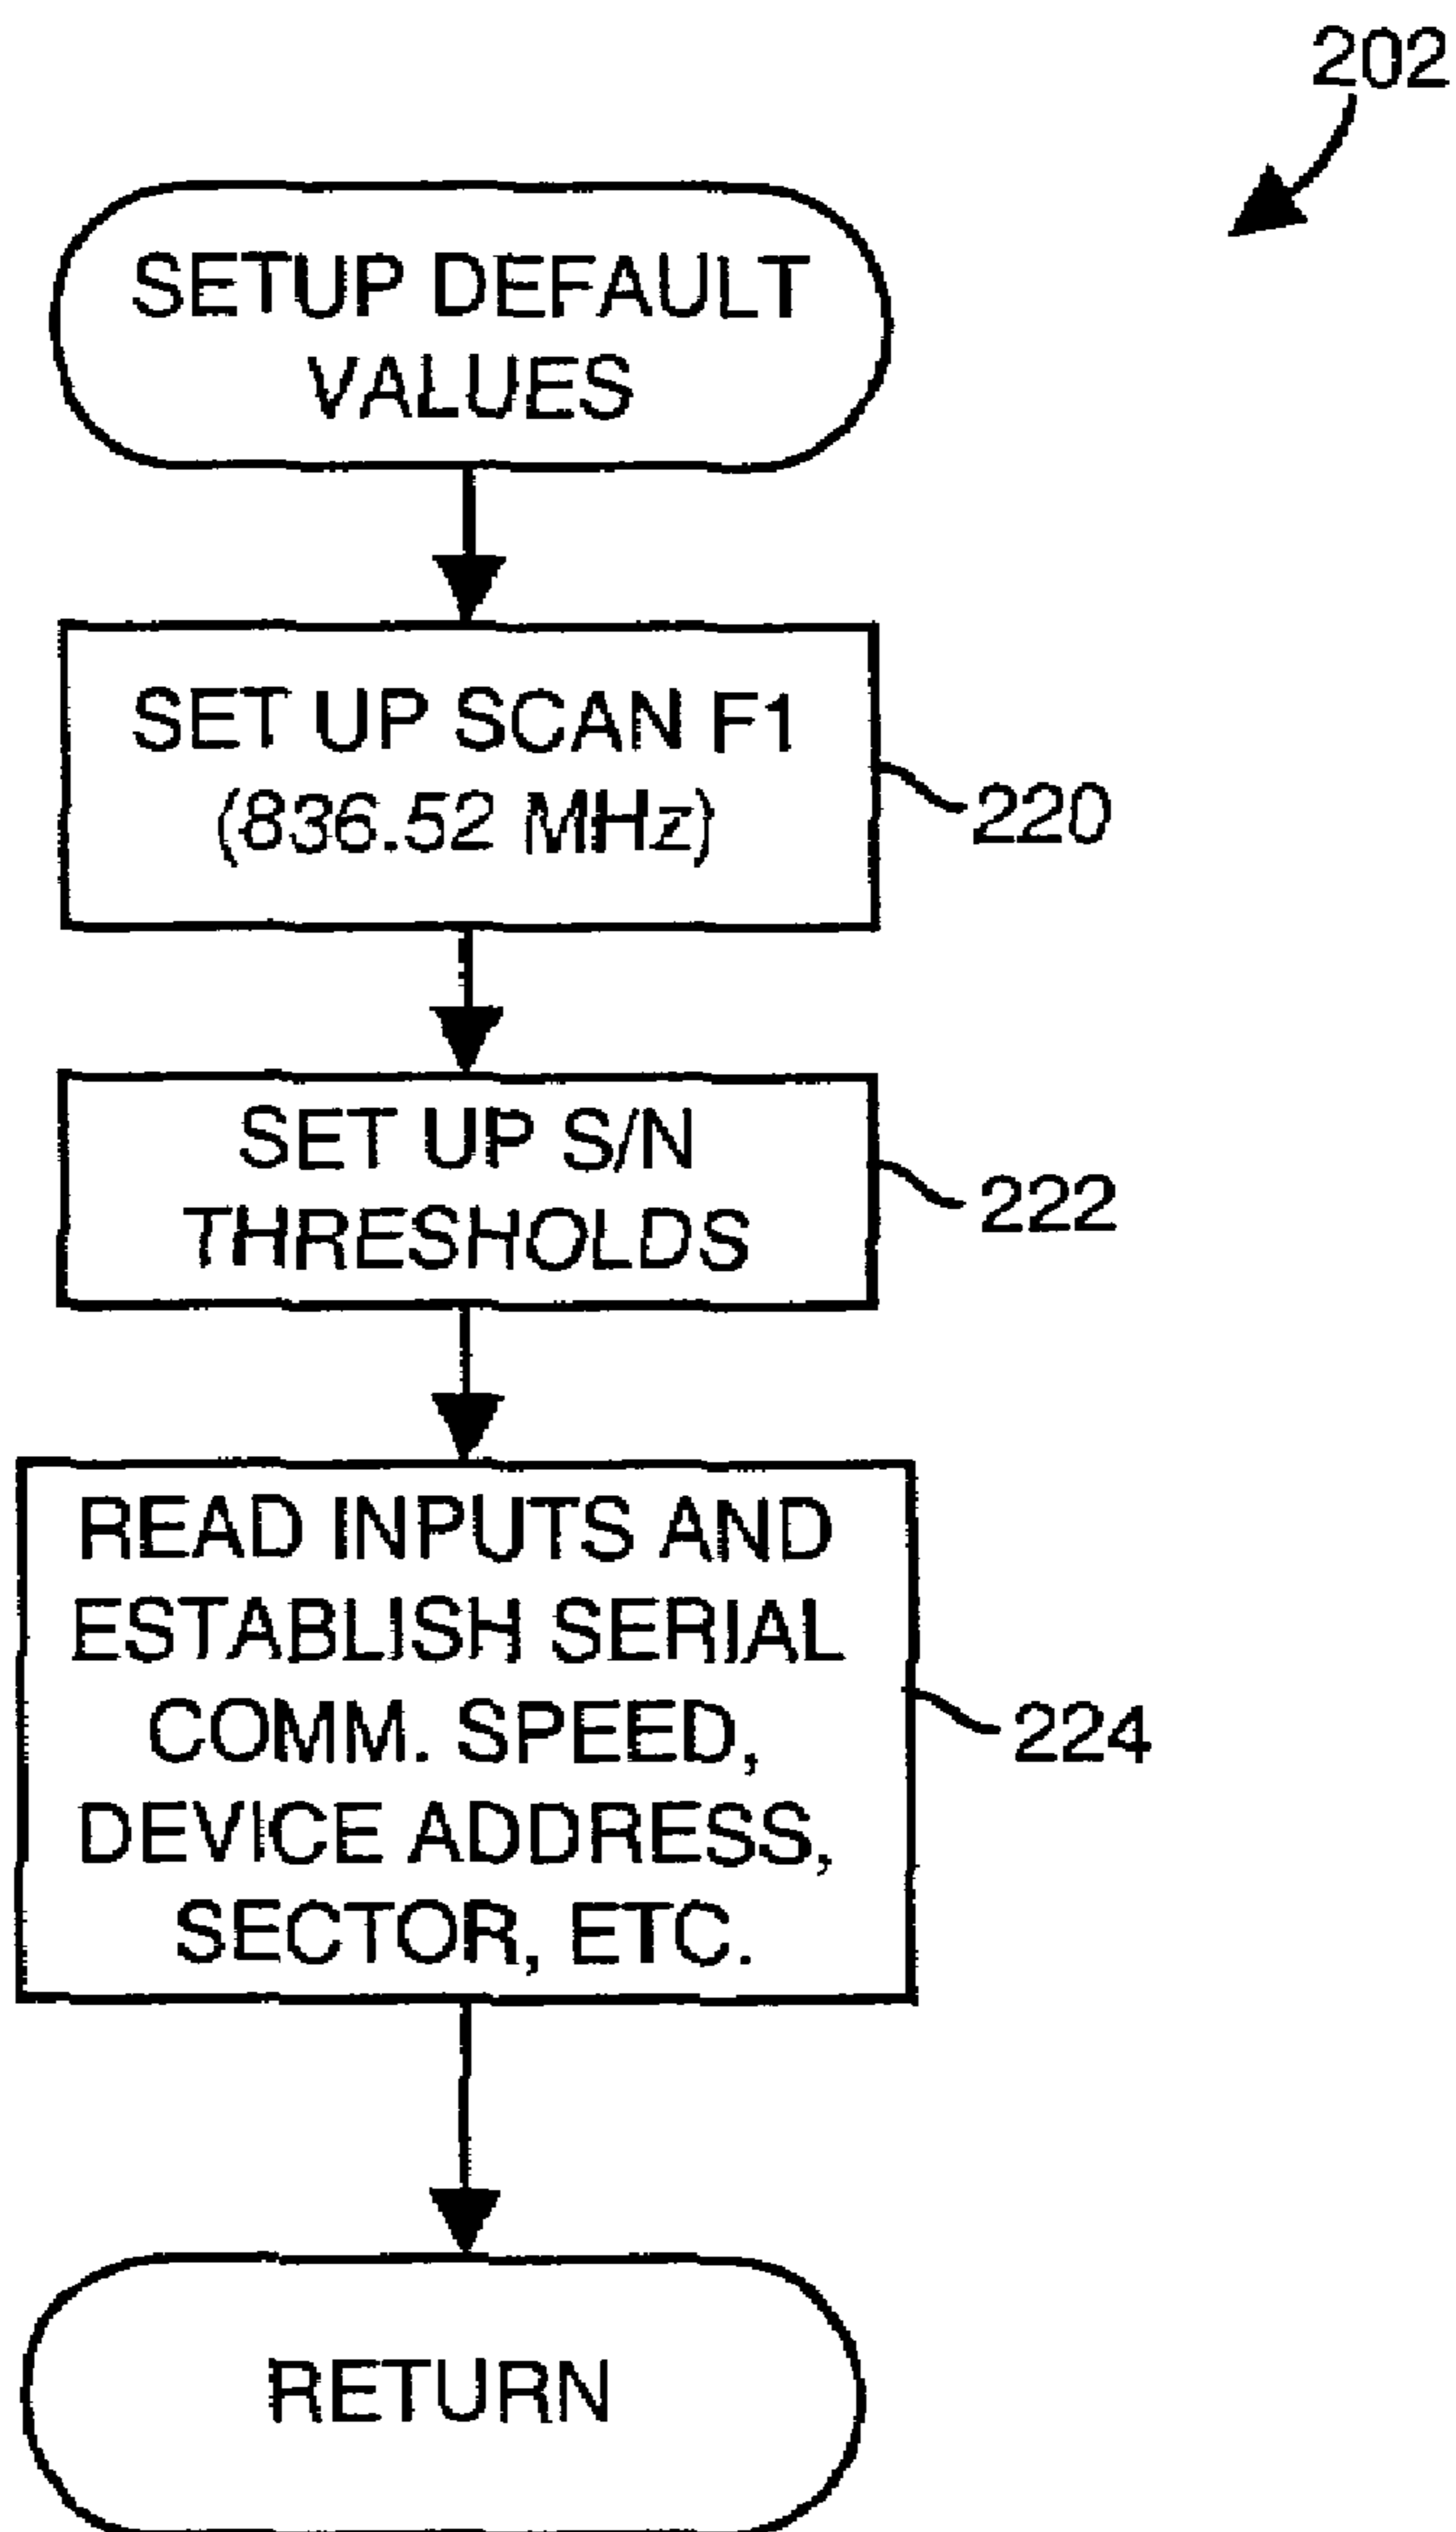 202
SETUP DEFAULT
VALUES
SET UP SCAN F1
(836.52 MHz)
220
SET UP S/N
THRESHOLDS
222
READ INPUTS AND
ESTABLISH SERIAL
COMM. SPEED,
DEVICE ADDRESS,
SECTOR, ETC.
224
RETURN